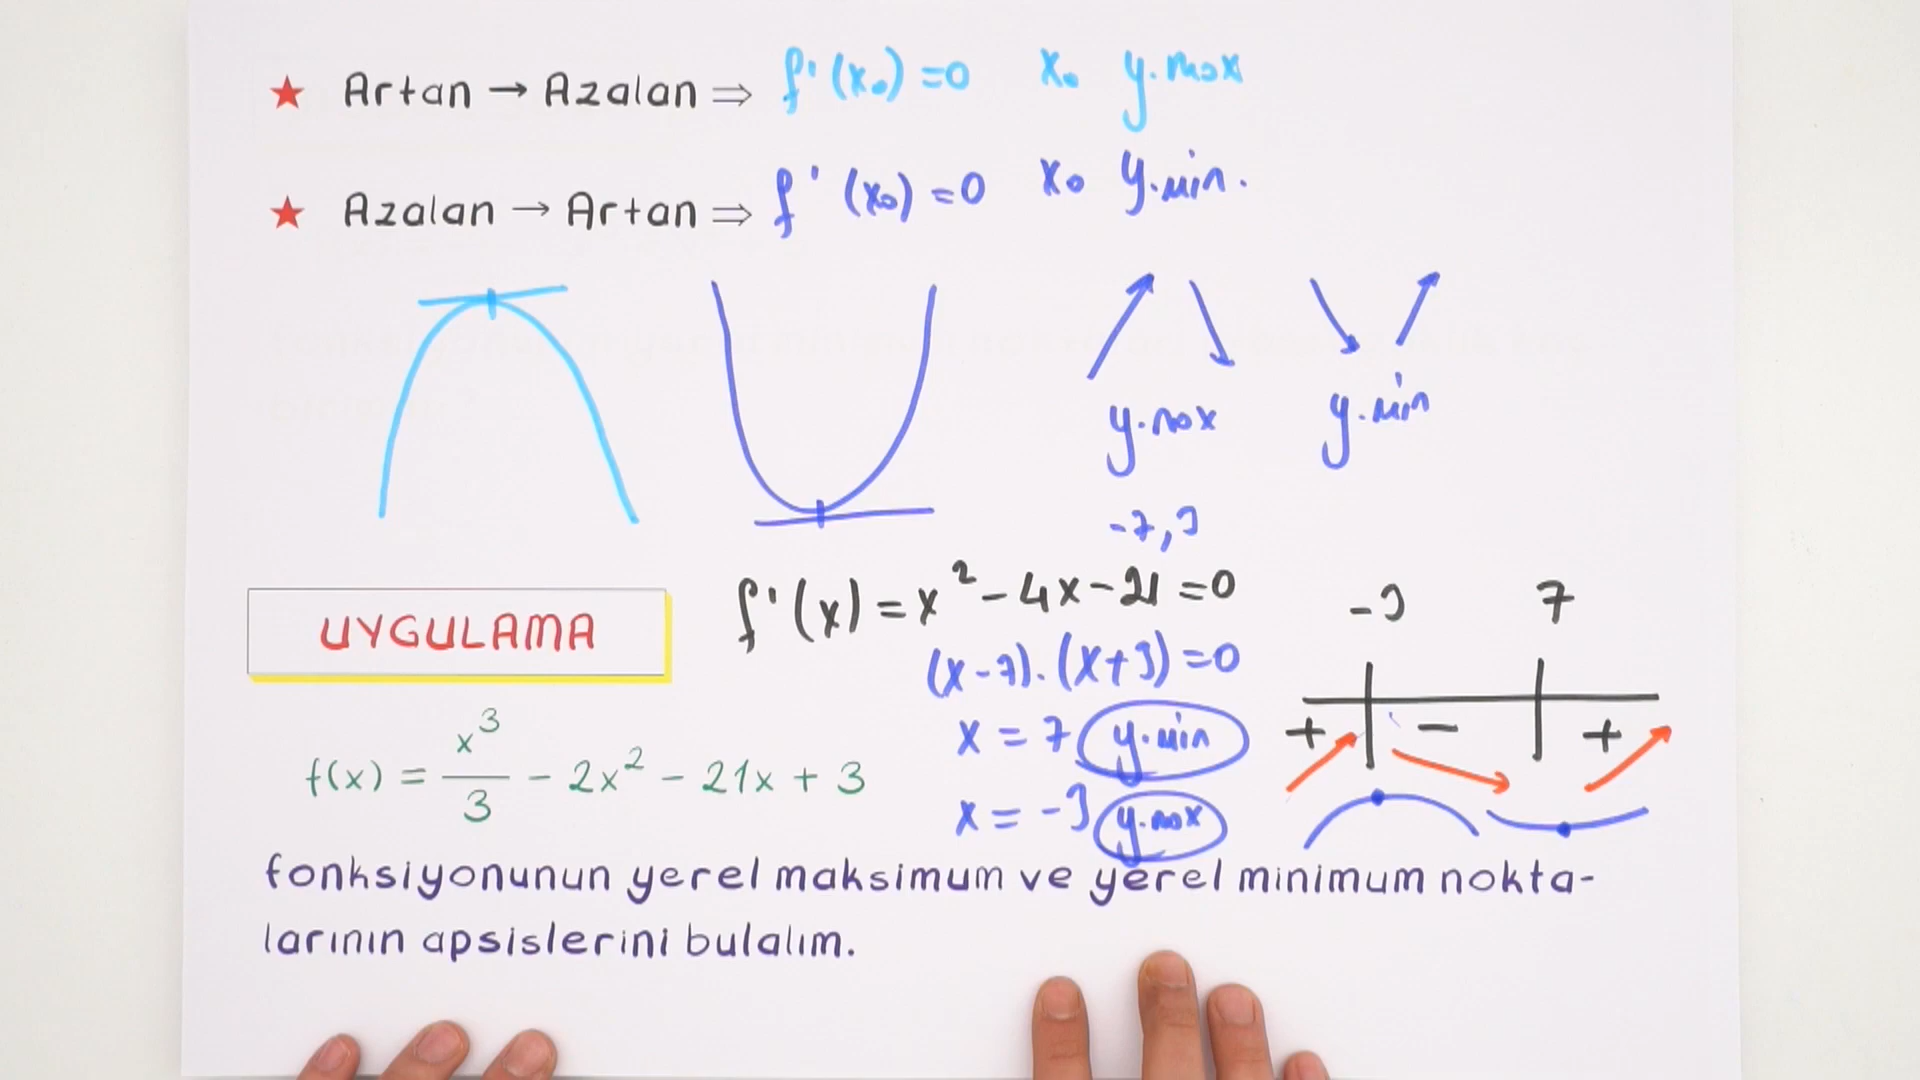 ★ Artan → Azalan ⇒ f'(x₀) = 0 x₀ y.max
★ Azalan → Artan ⇒ f'(x₀) = 0 x₀ y.min.
y.max y.min
-7, 3
f'(x) = x² - 4x - 21 = 0
(x-7).(x+3) = 0
x = 7 y.min
x = -3 y.max
-3 7
+ - +
UYGULAMA
f(x) = x³/3 - 2x² - 21x + 3
fonksiyonunun yerel maksimum ve yerel minimum nokta-
larının apsislerini bulalım.